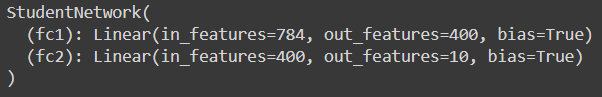 StudentNetwork(
  (fc1): Linear(in_features=784, out_features=400, bias=True)
  (fc2): Linear(in_features=400, out_features=10, bias=True)
)